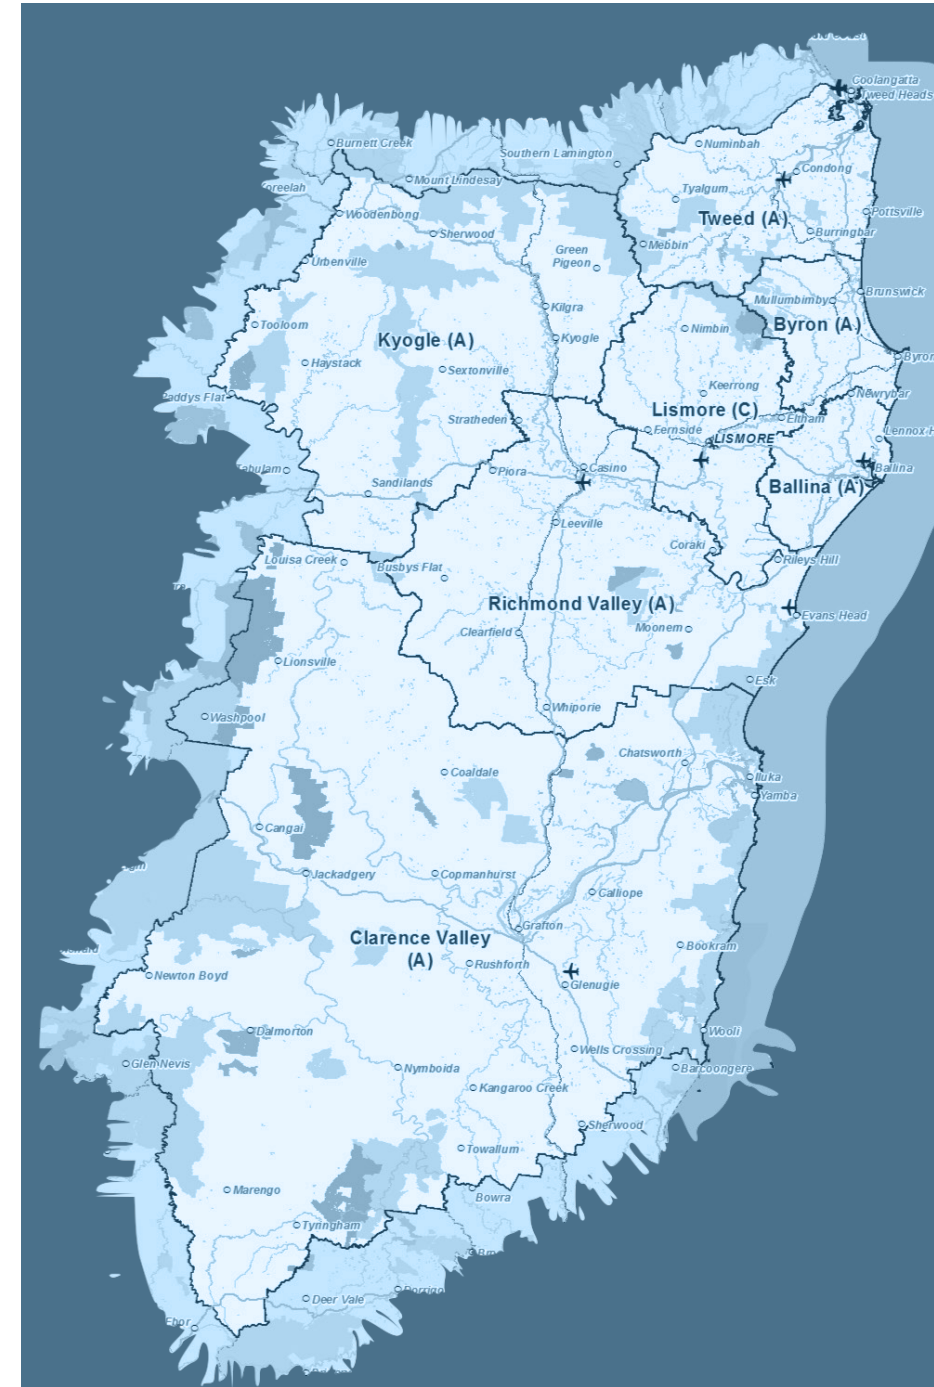 Coolangatta
Tweed Heads
Burnett Creek
Numinbah
Southern Lamington
Condong
Mount Lindesay
Tyalgum
Woodenbong
Pottsville
Tweed (A)
Sherwood
Burringbar
Mebbin
Green
Pigeon
Urbenville
Brunswick
Mullumbimby
Kilgra
Tooloom
Byron (A)
Nimbin
Kyogle (A)
Kyogle
Byron
Haystack
Sextonville
Keerrong
Newrybar
Lismore (C)
Stratheden
Eltham
Fernside
Lennox H
LISMORE
Piora
Casino
Ballina
Sandilands
Ballina (A)
Leeville
Coraki
Louisa Creek
Rileys Hill
Busbys Flat
Richmond Valley (A)
Evans Head
Clearfield
Moonem
Lionsville
Esk
Whiporie
Washpool
Chatsworth
Coaldale
Iluka
Yamba
Cangai
Jackadgery
Copmanhurst
Calliope
Grafton
Clarence Valley
(A)
Bookram
Rushforth
Newton Boyd
Glenugie
Dalmorton
Wooli
Wells Crossing
Glen Nevis
Nymboida
Barcoongere
Kangaroo Creek
Sherwood
Towallum
Marengo
Bowra
Tyringham
Deer Vale